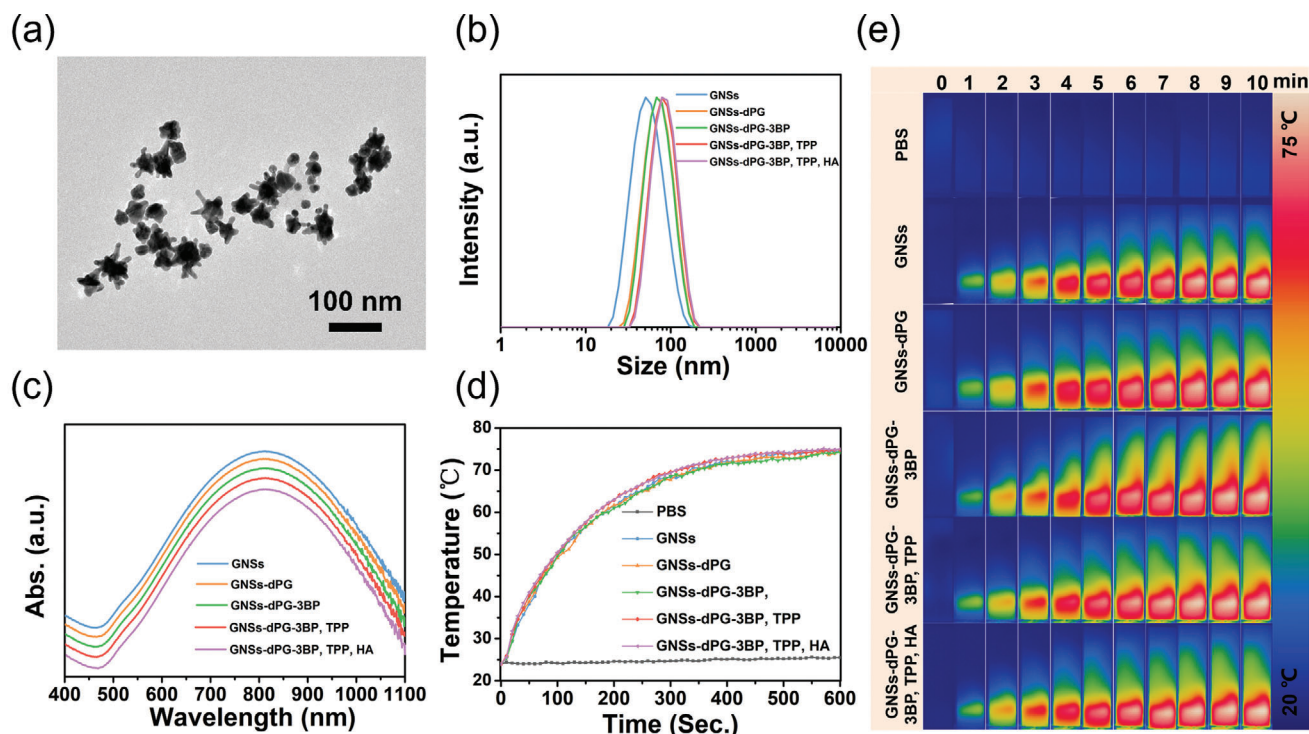 (a)
100 nm
(b)
Intensity (a.u.)
GNSs
GNSs-dPG
GNSs-dPG-3BP
GNSs-dPG-3BP, TPP
GNSs-dPG-3BP, TPP, HA
1 10 100 1000 10000
Size (nm)
(c)
Abs. (a.u.)
GNSs
GNSs-dPG
GNSs-dPG-3BP
GNSs-dPG-3BP, TPP
GNSs-dPG-3BP, TPP, HA
400 500 600 700 800 900 1000 1100
Wavelength (nm)
(d)
Temperature (℃)
80
70
60
50
40
30
20
PBS
GNSs
GNSs-dPG
GNSs-dPG-3BP,
GNSs-dPG-3BP, TPP
GNSs-dPG-3BP, TPP, HA
0 100 200 300 400 500 600
Time (Sec.)
(e)
0 1 2 3 4 5 6 7 8 9 10 min
PBS
GNSs
GNSs-dPG
GNSs-dPG-
3BP
GNSs-dPG-
3BP, TPP
GNSs-dPG-
3BP, TPP, HA
75 ℃
20 ℃